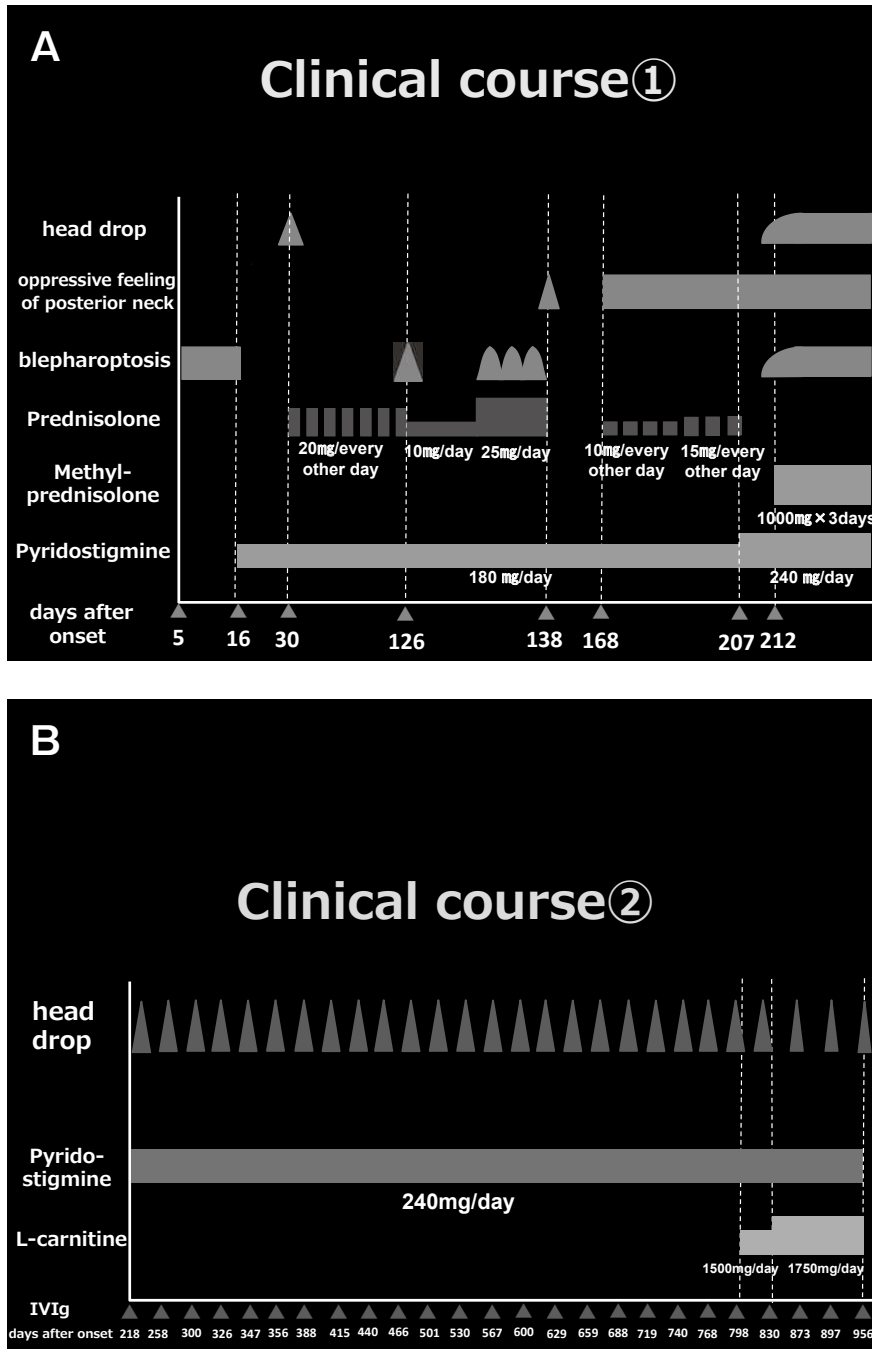 A
Clinical course①
head drop
oppressive feeling
of posterior neck
blepharoptosis
Prednisolone
20㎎/every
other day
10㎎/day
25㎎/day
10㎎/every
other day
15㎎/every
other day
Methyl-
prednisolone
1000㎎×3days
Pyridostigmine
180 ㎎/day
240 ㎎/day
days after
onset
5 16 30 126 138 168 207 212
B
Clinical course②
head
drop
Pyrido-
stigmine
240mg/day
L-carnitine
1500mg/day 1750mg/day
IVIg
days after onset 218 258 300 326 347 356 388 415 440 466 501 530 567 600 629 659 688 719 740 768 798 830 873 897 956